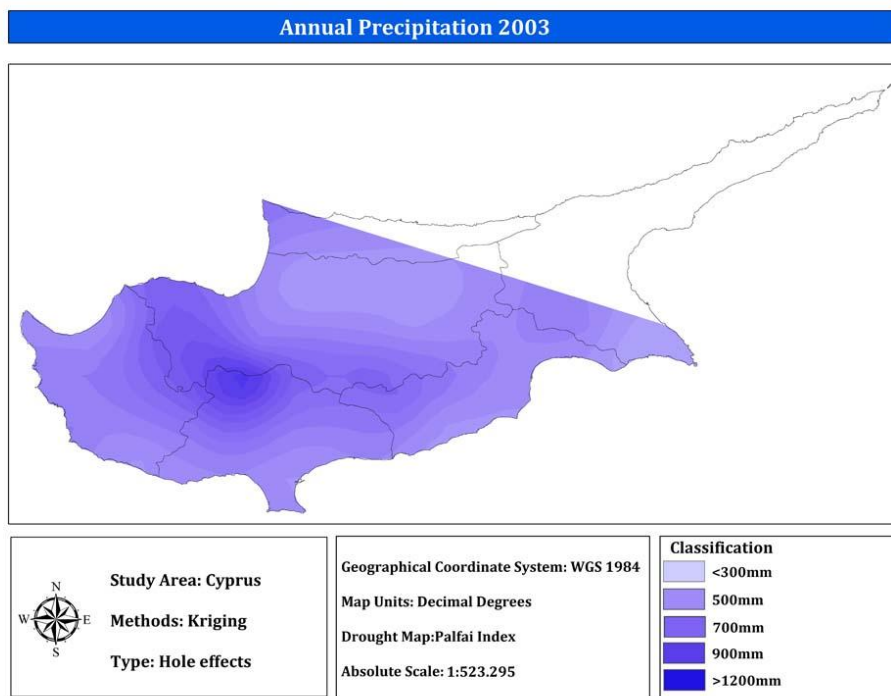 Annual Precipitation 2003
N
W
E
S
Study Area: Cyprus
Methods: Kriging
Type: Hole effects
Geographical Coordinate System: WGS 1984
Map Units: Decimal Degrees
Drought Map:Palfai Index
Absolute Scale: 1:523.295
Classification
<300mm
500mm
700mm
900mm
>1200mm